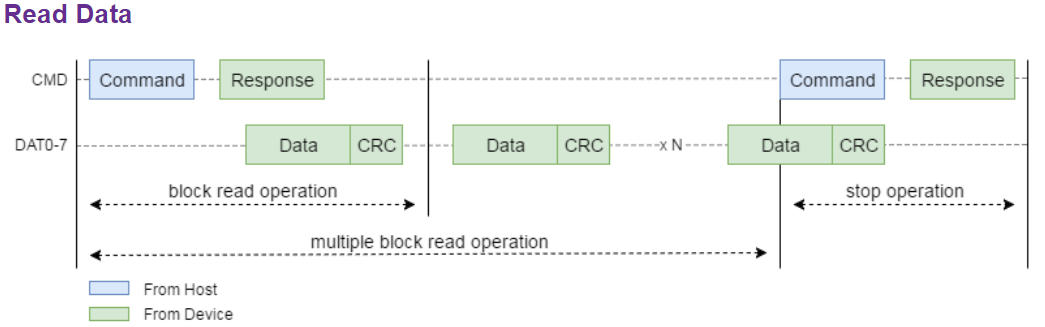 Read Data
CMD Command Response Command Response
DAT0-7 Data CRC Data CRC x N Data CRC
block read operation stop operation
multiple block read operation
From Host
From Device